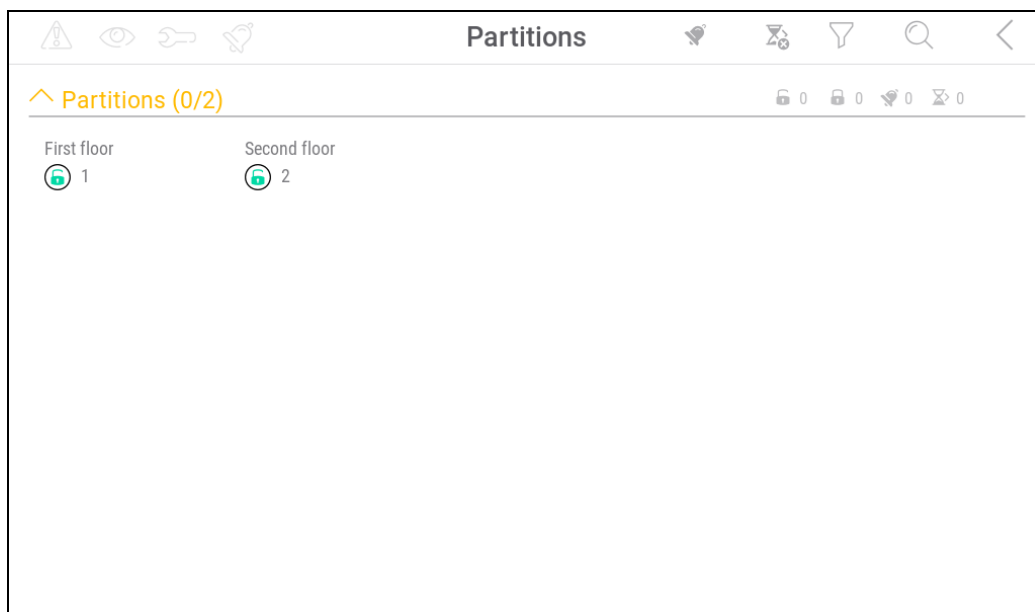 Partitions
Partitions (0/2)
0 0 0 0
First floor
Second floor
1
2